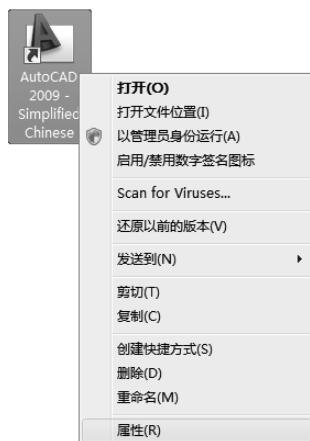 AutoCAD
2009 -
Simplified
Chinese
打开(O)
打开文件位置(I)
以管理员身份运行(A)
启用/禁用数字签名图标
Scan for Viruses...
还原以前的版本(V)
发送到(N)
剪切(T)
复制(C)
创建快捷方式(S)
删除(D)
重命名(M)
属性(R)